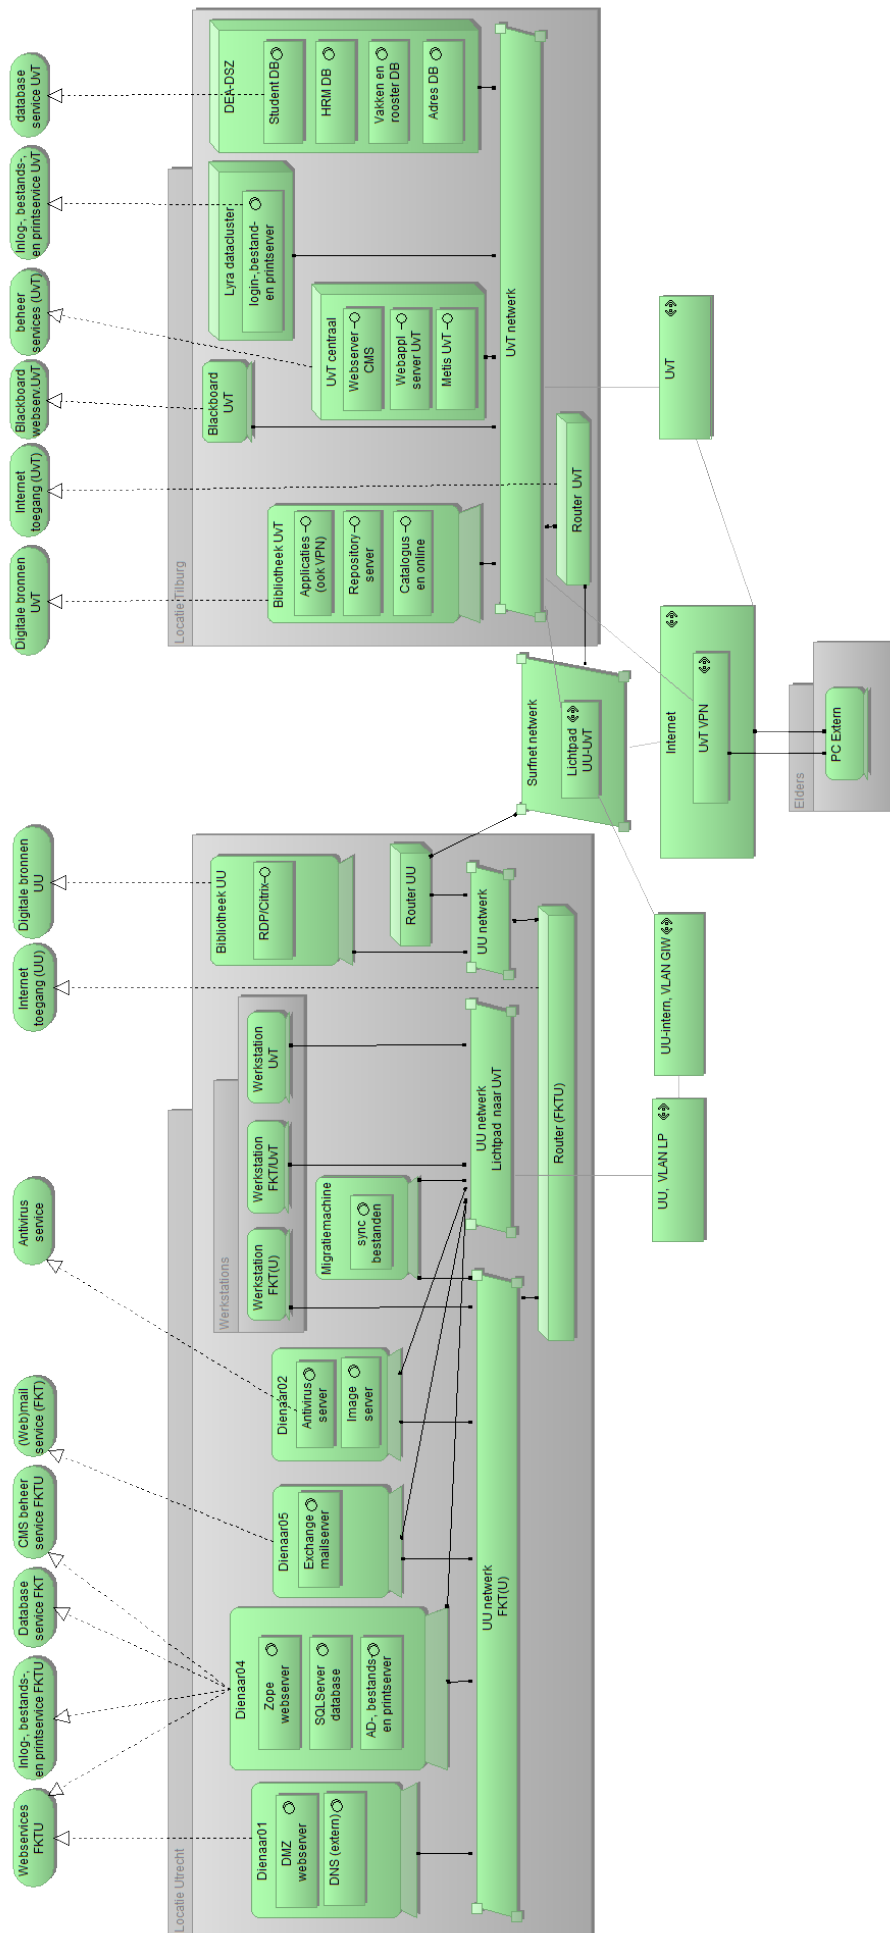 Webservices
FKTU
Inlog-, bestands-,
en printservice FKTU
Database
service FKT
CMS beheer
service FKTU
(Web)mail
service (FKT)
Antivirus
service
Internet
toegang (UU)
Digitale bronnen
UU
Digitale bronnen
UvT
Internet
toegang (UvT)
Blackboard
webserv.UvT
beheer
services (UvT)
Inlog-, bestands-,
en printservice UvT
database
service UvT
Locatie Utrecht
Dienaar01
DMZ
webserver
DNS (extern)
Dienaar04
Zope
webserver
SQLServer
database
AD-, bestands-
en printserver
Dienaar05
Exchange
mailserver
Dienaar02
Antivirus
server
Image
server
Werkstations
Werkstation
FKT(U)
Werkstation
FKT/UvT
Werkstation
UvT
Migratiemachine
sync
bestanden
Bibliotheek UU
RDP/Citrix
Router UU
UU netwerk
FKT(U)
UU netwerk
Lichtpad naar UvT
UU netwerk
Router (FKTU)
UU, VLAN LP
UU-intern, VLAN GIW
Surfnet netwerk
Lichtpad
UU-UvT
Internet
UvT VPN
Elders
PC Extern
UvT
Locatie Tilburg
Bibliotheek UvT
Applicaties
(ook VPN)
Repository
server
Catalogus
en online
Blackboard
UvT
UvT centraal
Webserver
CMS
Webappl
server UvT
Metis UvT
Lyra datacluster
login-,bestand-
en printserver
DEA-DSZ
Student DB
HRM DB
Vakken en
rooster DB
Adres DB
UvT netwerk
Router UvT